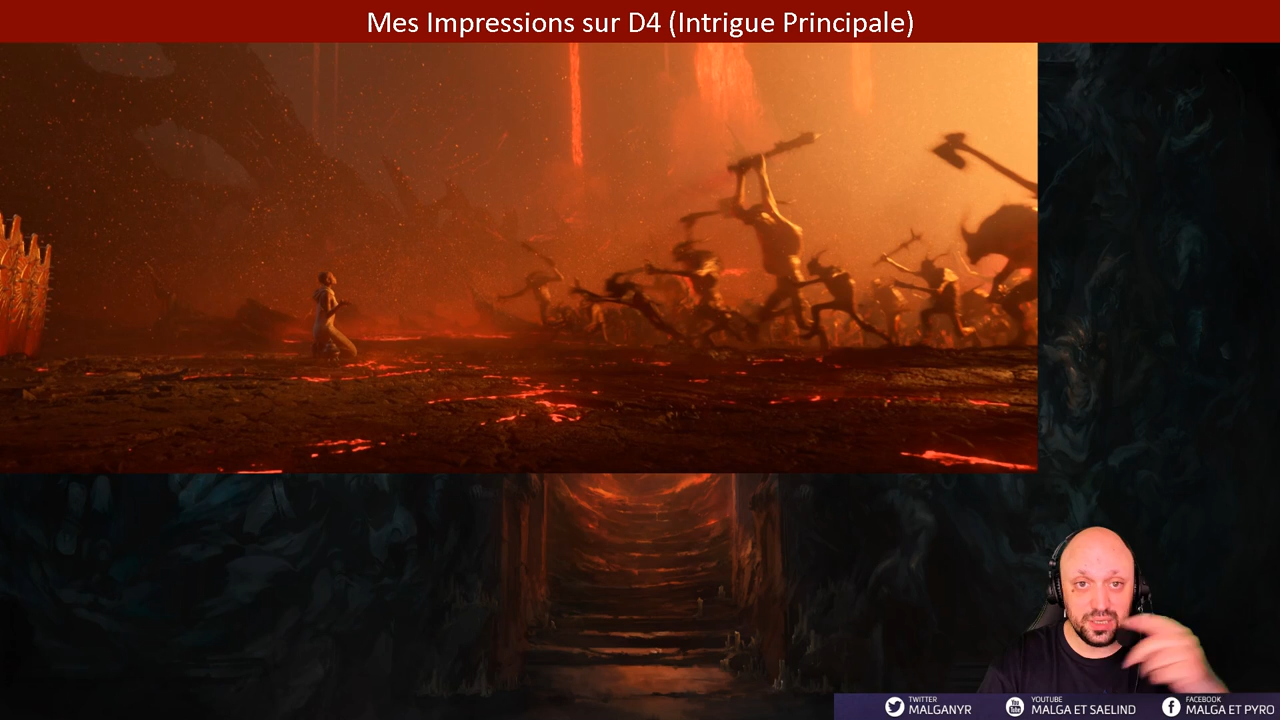 Mes Impressions sur D4 (Intrigue Principale)
TWITTER
MALGANYR
YOUTUBE
MALGA ET SAELIND
FACEBOOK
MALGA ET PYRO